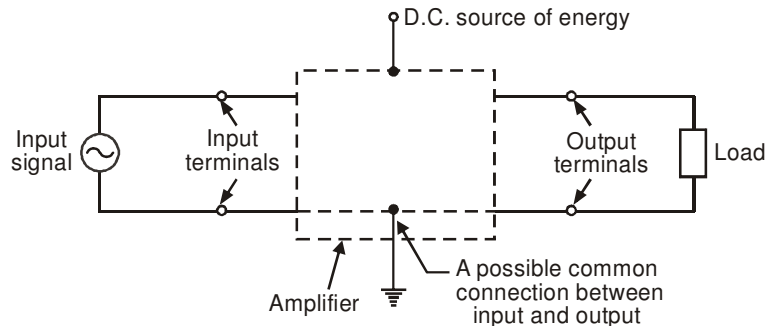 D.C. source of energy
Input
signal
Input
terminals
Output
terminals
Load
Amplifier
A possible common
connection between
input and output